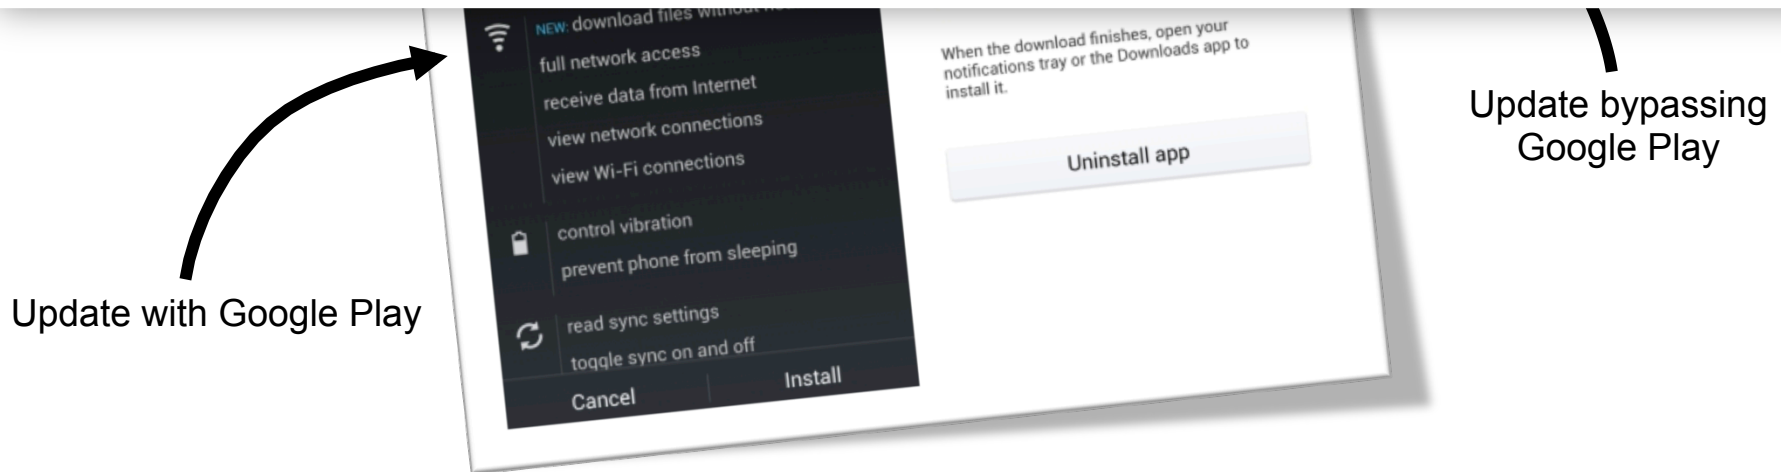 NEW: download files without
full network access
receive data from Internet
view network connections
view Wi-Fi connections
control vibration
prevent phone from sleeping
read sync settings
toggle sync on and off
Cancel
Install
When the download finishes, open your
notifications tray or the Downloads app to
install it.
Uninstall app
Update bypassing
Google Play
Update with Google Play